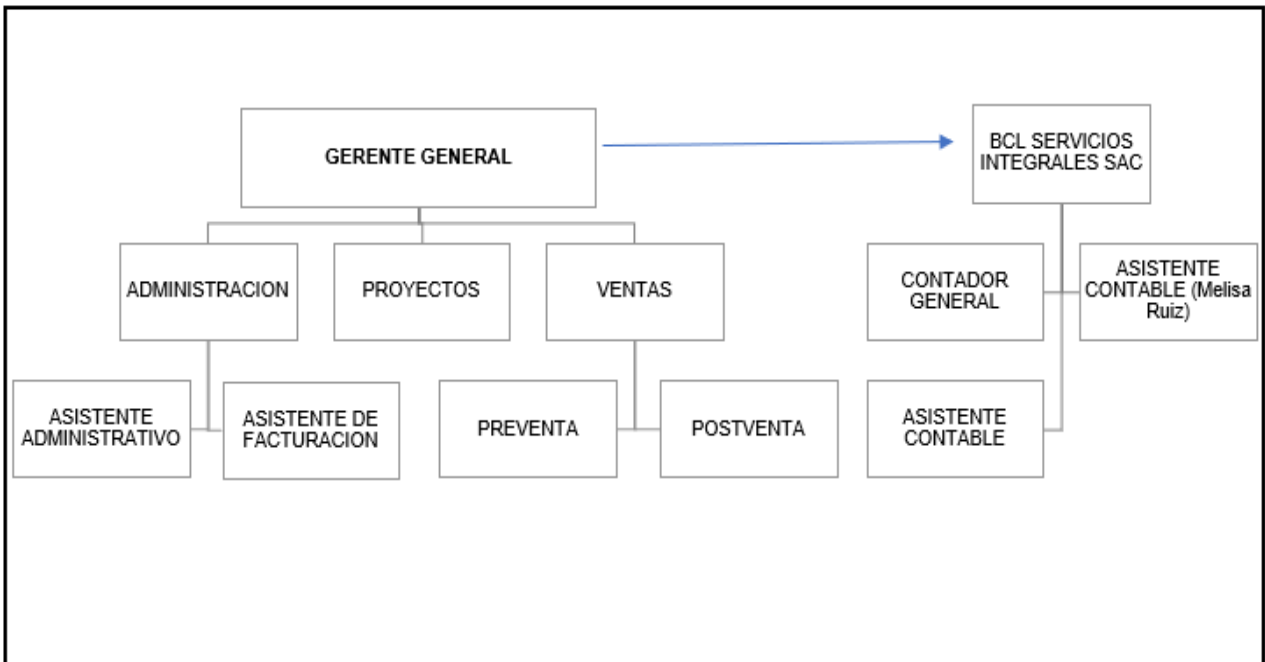 GERENTE GENERAL
BCL SERVICIOS
INTEGRALES SAC
ADMINISTRACION
PROYECTOS
VENTAS
CONTADOR
GENERAL
ASISTENTE
CONTABLE (Melisa
Ruiz)
ASISTENTE
ADMINISTRATIVO
ASISTENTE DE
FACTURACION
PREVENTA
POSTVENTA
ASISTENTE
CONTABLE